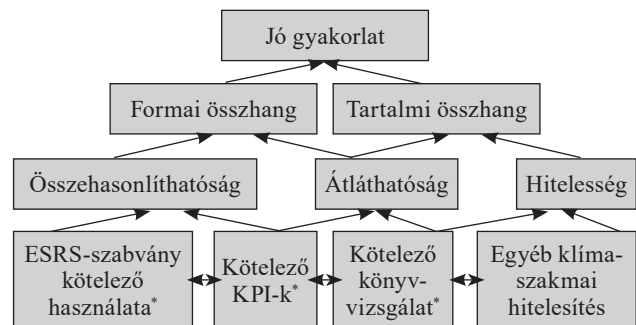 Jó gyakorlat
Formai összhang
Tartalmi összhang
Összehasonlíthatóság
Átláthatóság
Hitelesség
ESRS-szabvány
kötelező
használata*
Kötelező
KPI-k*
Kötelező
könyv-
vizsgálat*
Egyéb klíma-
szakmai
hitelesítés